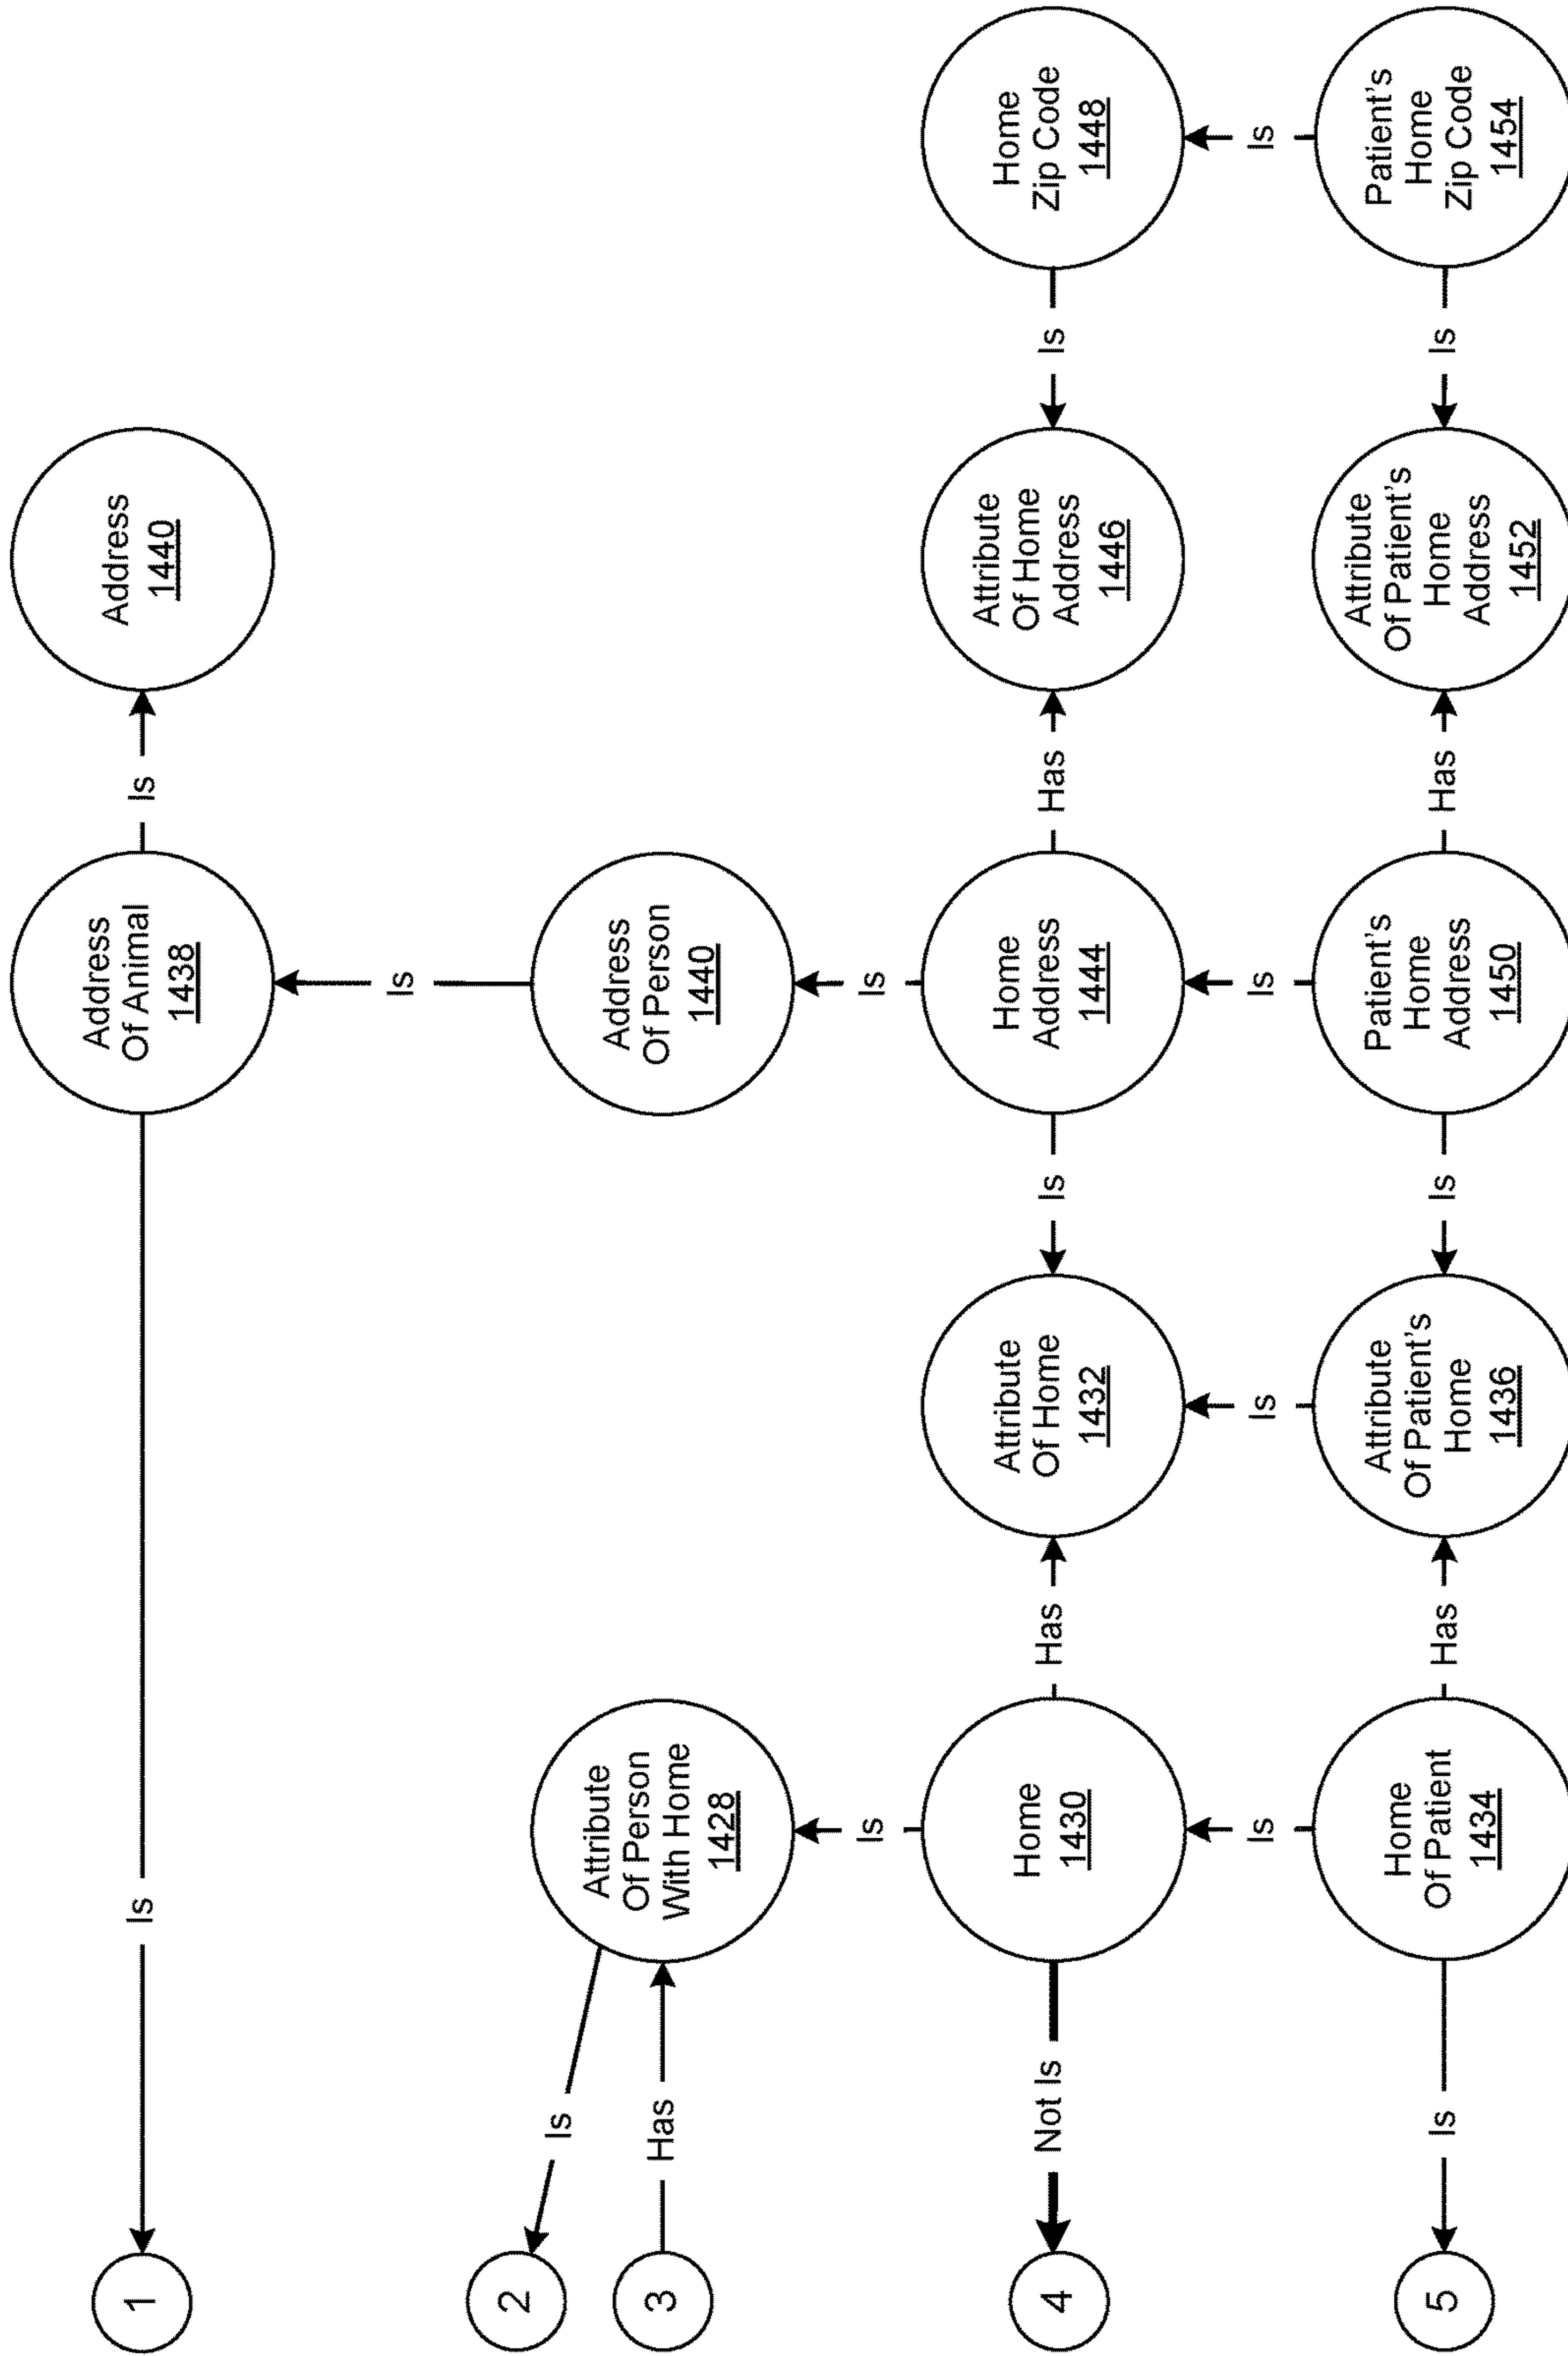 1
Is
Address
Of Animal
1438
Is
Address
1440
Is
2
Is
3
Has
Attribute
Of Person
With Home
1428
Address
Of Person
1440
Is
Is
4
Not Is
Home
1430
Has
Attribute
Of Home
1432
Is
Home
Address
1444
Has
Attribute
Of Home
Address
1446
Is
Home
Zip Code
1448
Is
Is
Is
Is
5
Is
Home
Of Patient
1434
Has
Attribute
Of Patient's
Home
1436
Is
Patient's
Home
Address
1450
Has
Attribute
Of Patient's
Home
Address
1452
Is
Patient's
Home
Zip Code
1454